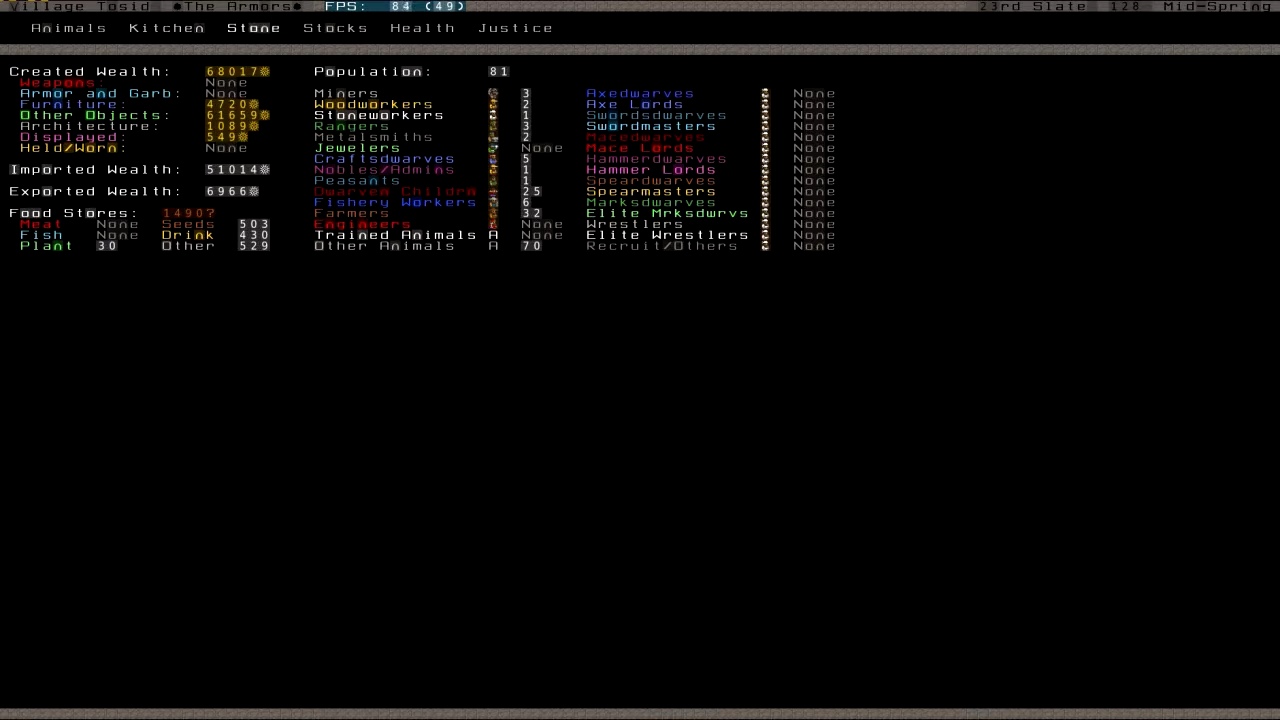 Village Tosid "The Armors" FPS: 84 (49) 23rd Slate 128 Mid-Spring
Animals Kitchen Stone Stocks Health Justice
Created Wealth: 68017☼ Population: 81
Weapons: None
Armor and Garb: None Miners 3 Axedwarves None
Furniture: 4720☼ Woodworkers 2 Axe Lords None
Other Objects: 61659☼ Stoneworkers 1 Swordsdwarves None
Architecture: 1089☼ Rangers 3 Swordmasters None
Displayed: 549☼ Metalsmiths 2 Macedwarves None
Held/Worn: None Jewelers None Mace Lords None
Craftsdwarves 5 Hammerdwarves None
Imported Wealth: 51014☼ Nobles/Admins 1 Hammer Lords None
Peasants 1 Speardwarves None
Exported Wealth: 6966☼ Dwarven Childrn 25 Spearmasters None
Fishery Workers 6 Marksdwarves None
Food Stores: 1490? Farmers 32 Elite Mrksdwrvs None
Meat None Seeds 503 Engineers None Wrestlers None
Fish None Drink 430 Trained Animals A None Elite Wrestlers None
Plant 30 Other 529 Other Animals A 70 Recruit/Others None